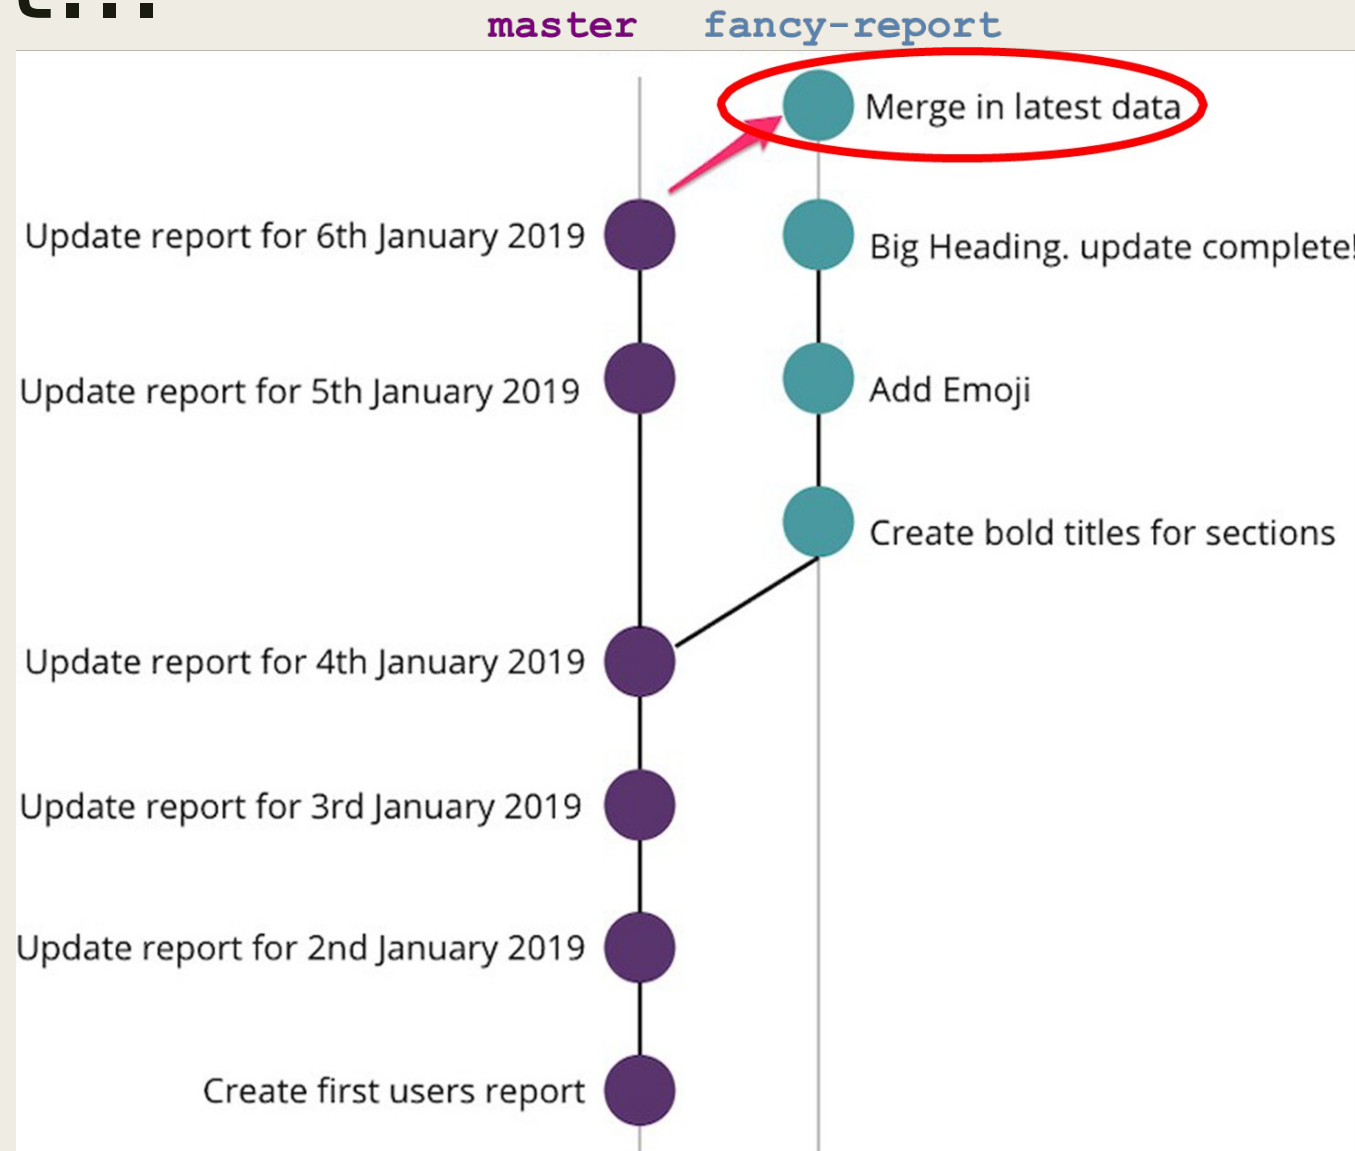 master fancy-report
Merge in latest data
Update report for 6th January 2019
Big Heading. update complete!
Update report for 5th January 2019
Add Emoji
Create bold titles for sections
Update report for 4th January 2019
Update report for 3rd January 2019
Update report for 2nd January 2019
Create first users report